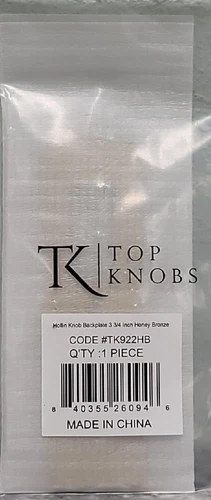 TK TOP
KNOBS
Hollin Knob Backplate 3 3/4 Inch Honey Bronze
CODE #TK922HB
Q'TY :1 PIECE
8 40355 26094 6
MADE IN CHINA